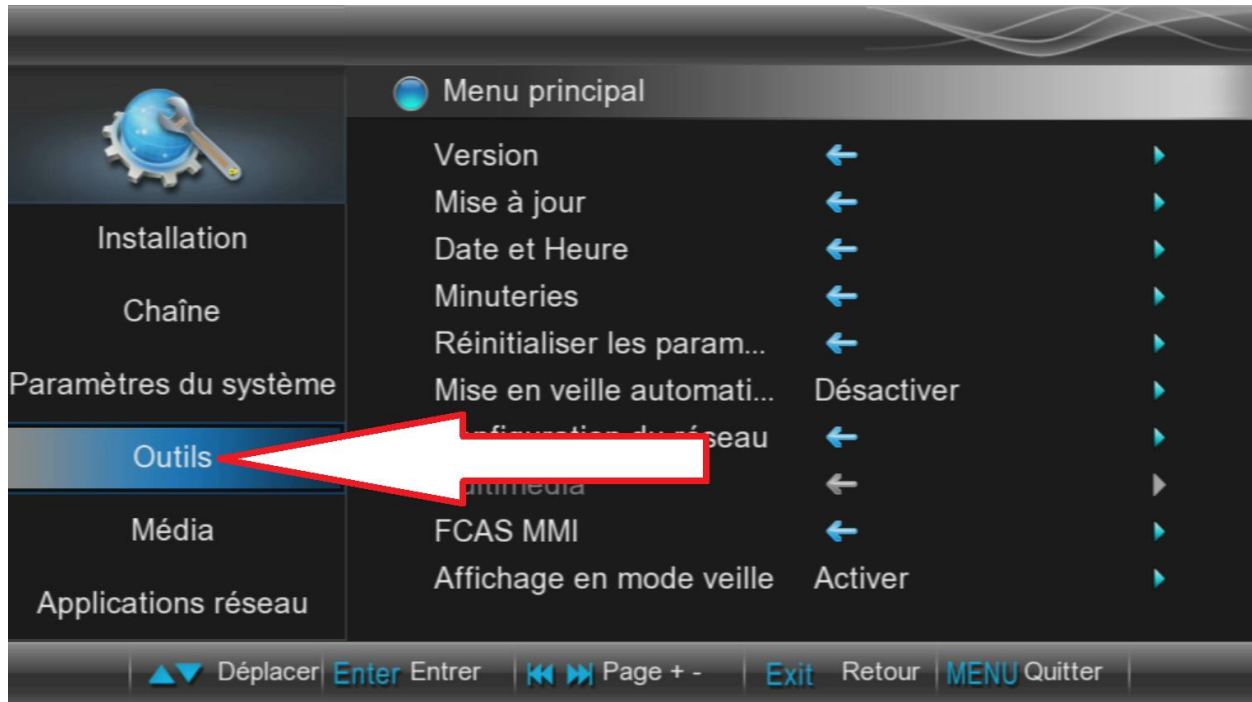 Menu principal
Installation
Chaîne
Paramètres du système
Outils
Média
Applications réseau
Version
Mise à jour
Date et Heure
Minuteries
Réinitialiser les param...
Mise en veille automati... Désactiver
du réseau
FCAS MMI
Affichage en mode veille Activer
Déplacer Enter Entrer Page + - Exit Retour MENU Quitter